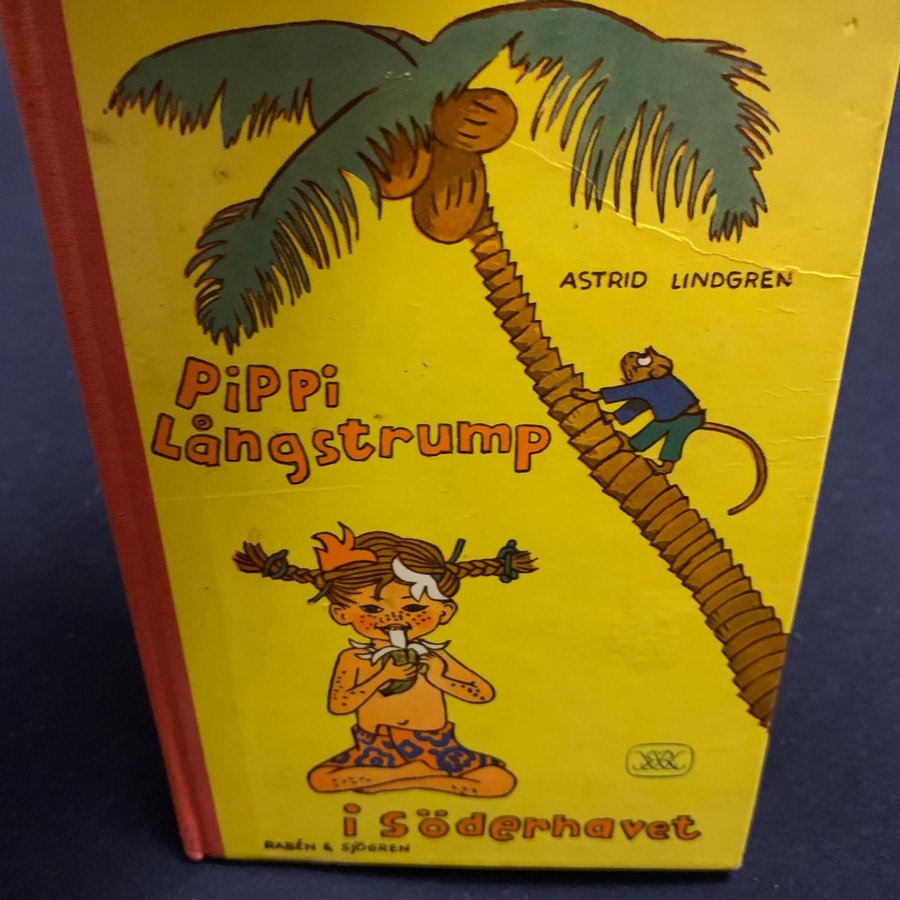 ASTRID LINDGREN
PiPPi
Långstrump
i Söderhavet
RABÉN & SJÖGREN